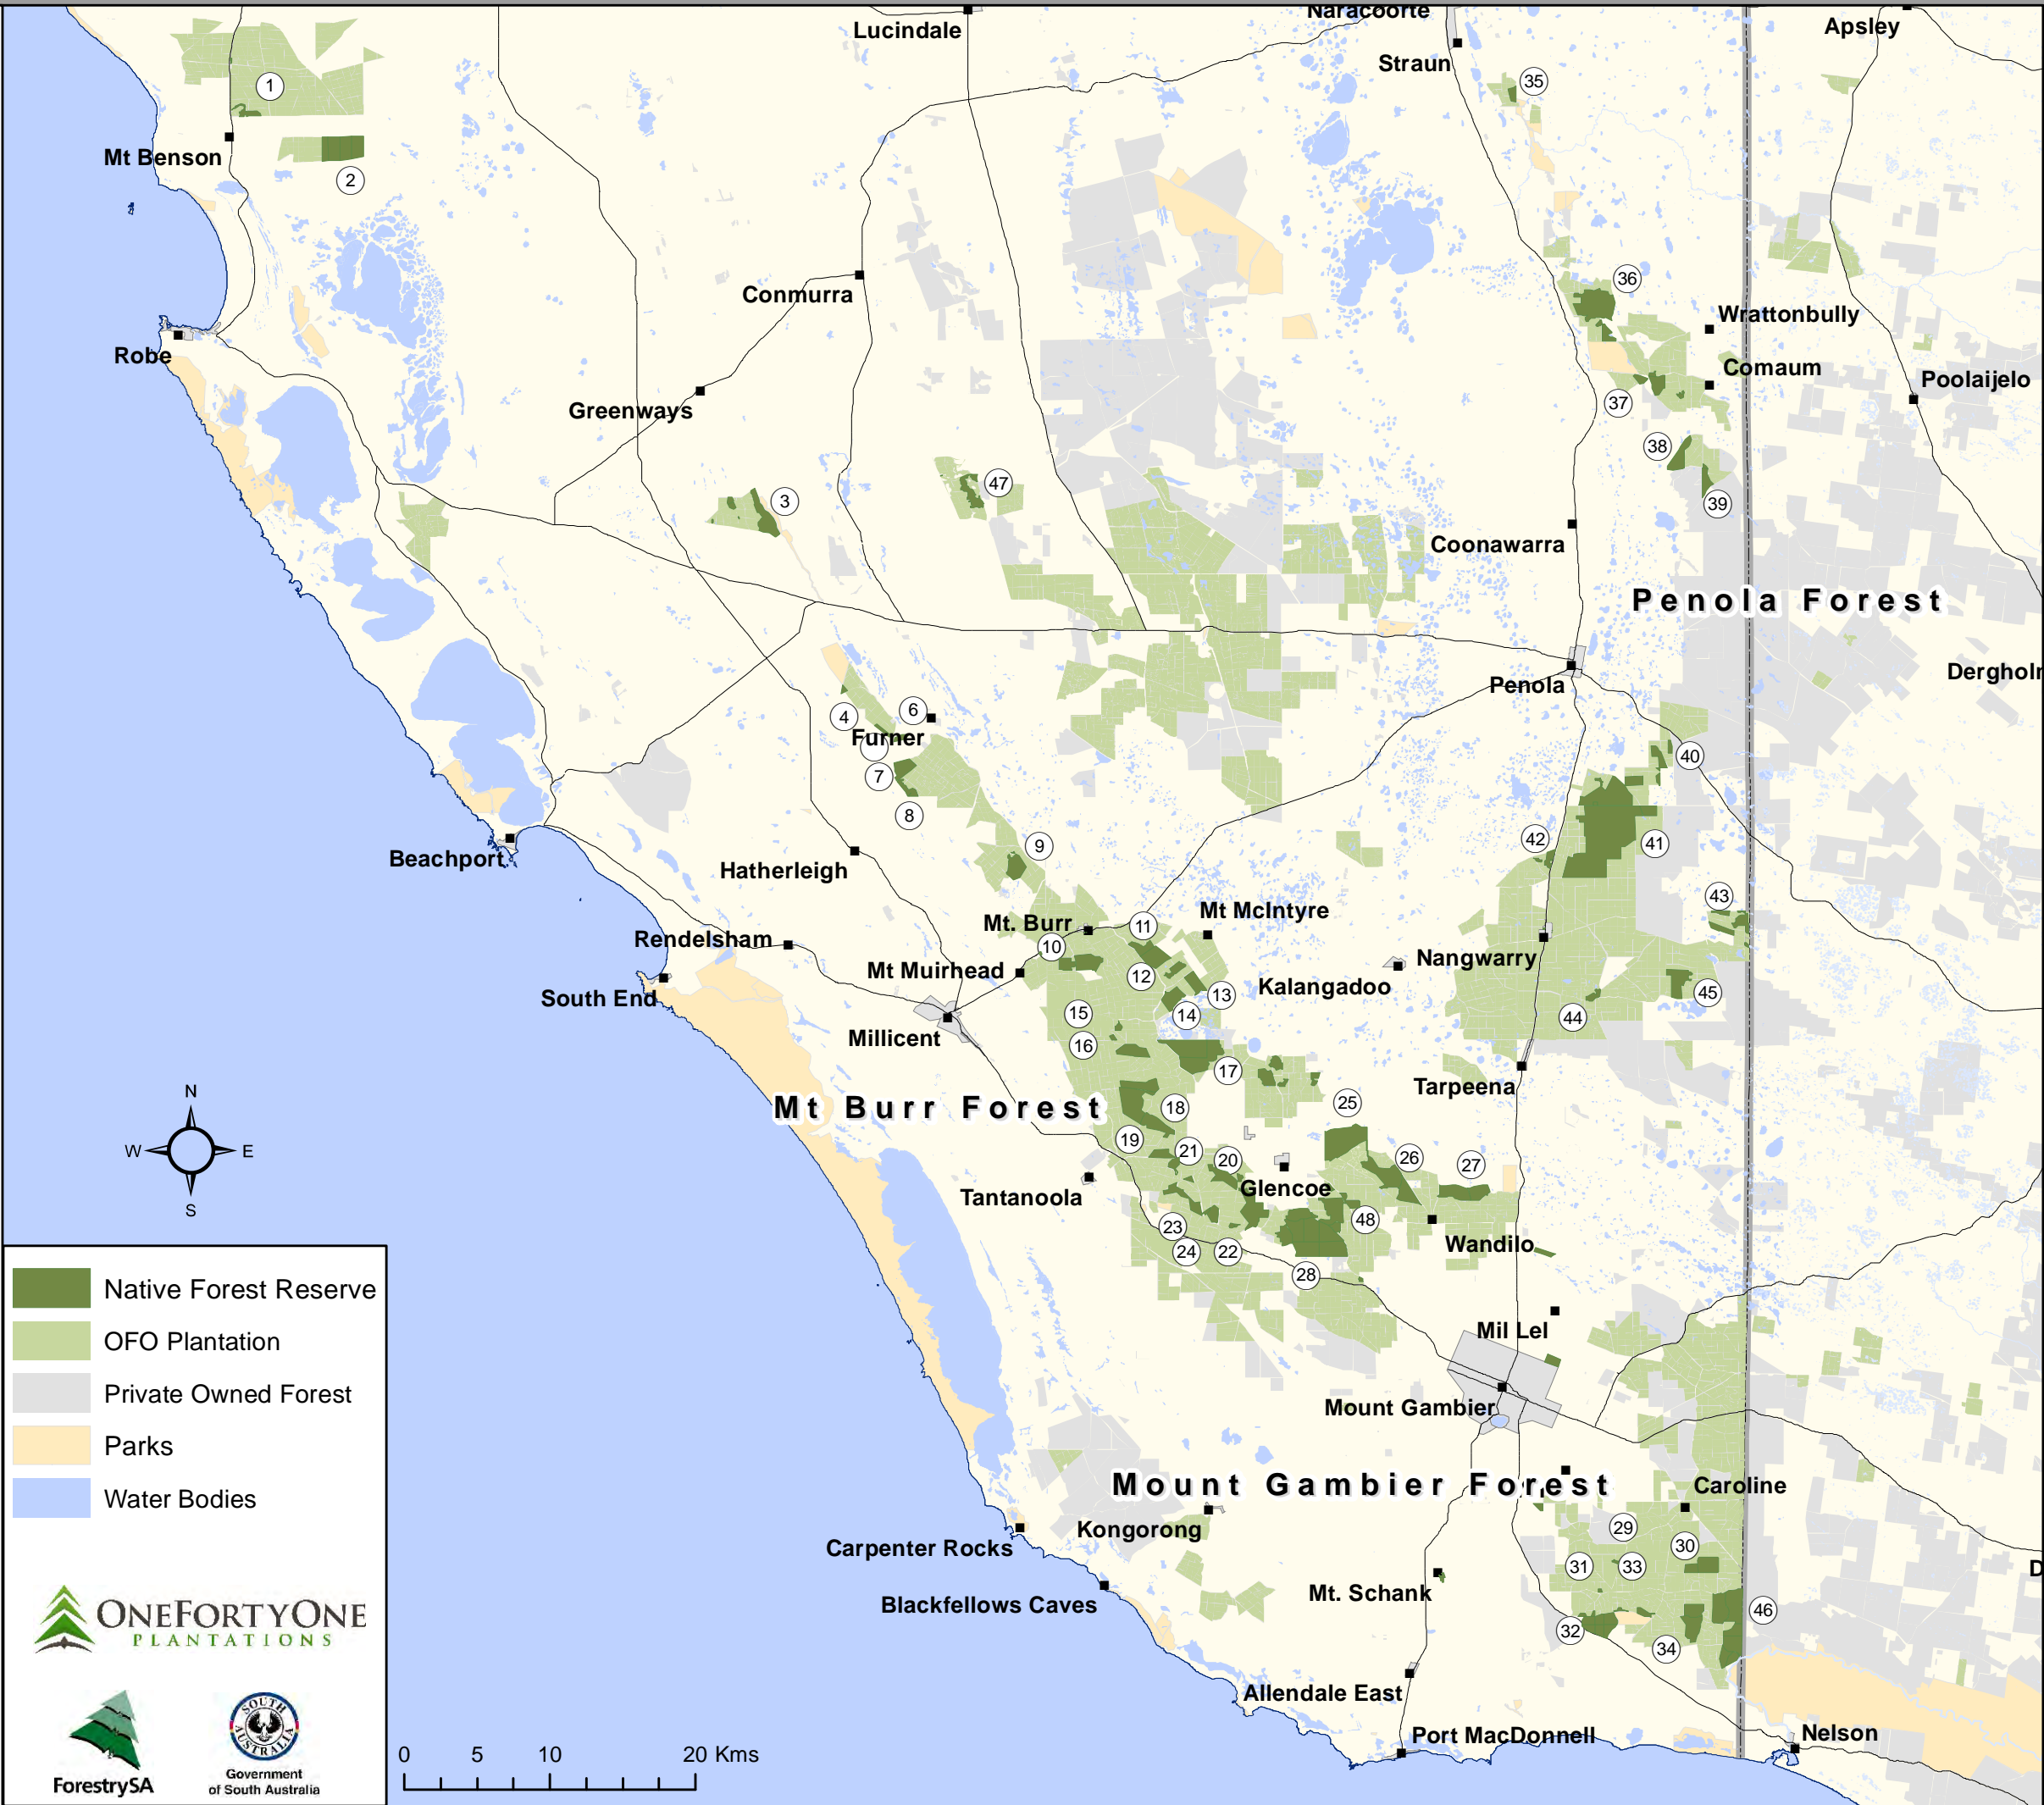 Naracoorte
Lucindale
Apsley
Straun
35
1
Mt Benson
2
36
Conmurra
Wrattonbully
Robe
Comaum
Poolaijelo
Greenways
37
38
47
3
39
Coonawarra
Penola Forest
Dergholm
Penola
4
6
Furner
40
7
8
42
41
9
Beachport
Hatherleigh
43
Mt McIntyre
Mt. Burr
11
Rendelsham
10
Nangwarry
Mt Muirhead
12
Kalangadoo
13
45
South End
15
14
44
Millicent
16
17
Tarpeena
Mt Burr Forest
18
25
N
19
21
20
26
27
W
E
Glencoe
Tantanoola
S
23
48
24
22
Wandilo
28
Native Forest Reserve
OFO Plantation
Mil Lel
Private Owned Forest
Mount Gambier
Parks
Mount Gambier Forest
Caroline
Water Bodies
Kongorong
29
Carpenter Rocks
30
31
33
Mt. Schank
Blackfellows Caves
46
ONEFORTYONE
PLANTATIONS
32
34
Allendale East
SOUTH AUSTRALIA
Port MacDonnell
Nelson
0 5 10 20 Kms
ForestrySA
Government
of South Australia